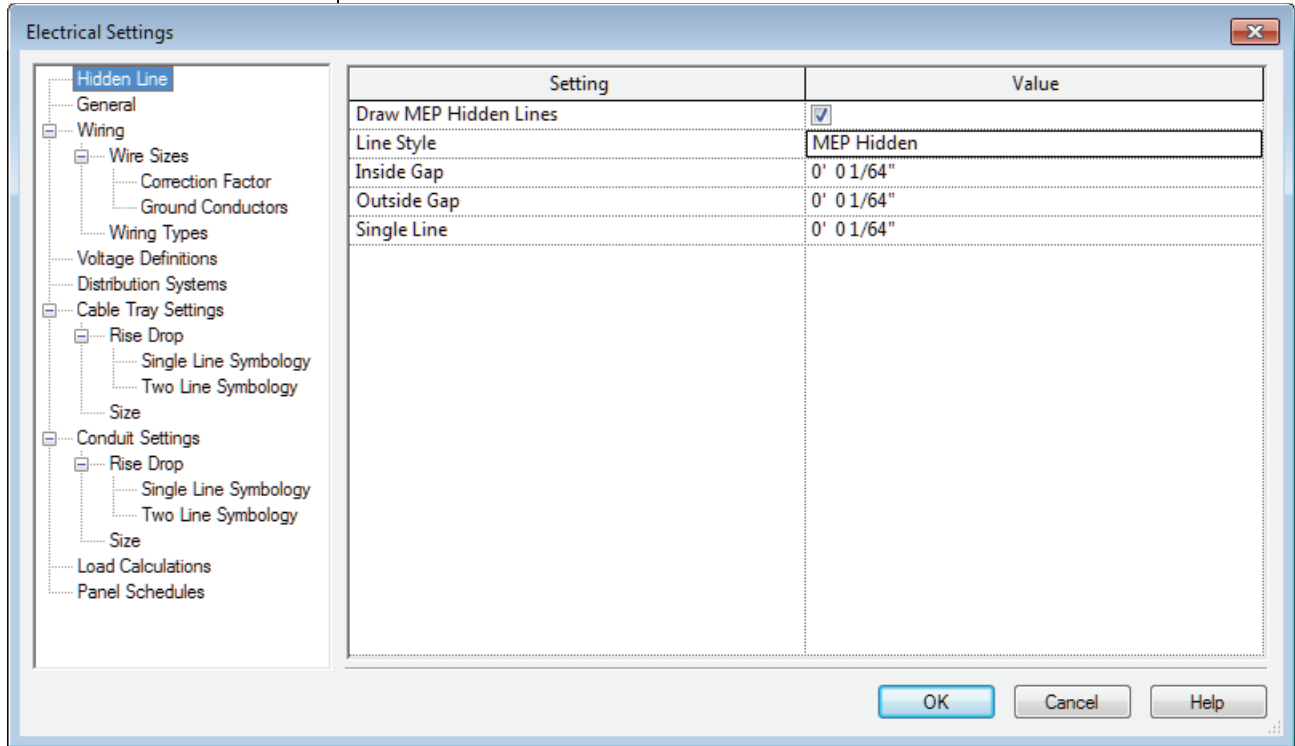 Electrical Settings
Hidden Line
General
Wiring
Wire Sizes
Correction Factor
Ground Conductors
Wiring Types
Voltage Definitions
Distribution Systems
Cable Tray Settings
Rise Drop
Single Line Symbology
Two Line Symbology
Size
Conduit Settings
Rise Drop
Single Line Symbology
Two Line Symbology
Size
Load Calculations
Panel Schedules
Setting Value
Draw MEP Hidden Lines
Line Style MEP Hidden
Inside Gap 0' 0 1/64"
Outside Gap 0' 0 1/64"
Single Line 0' 0 1/64"
OK Cancel Help